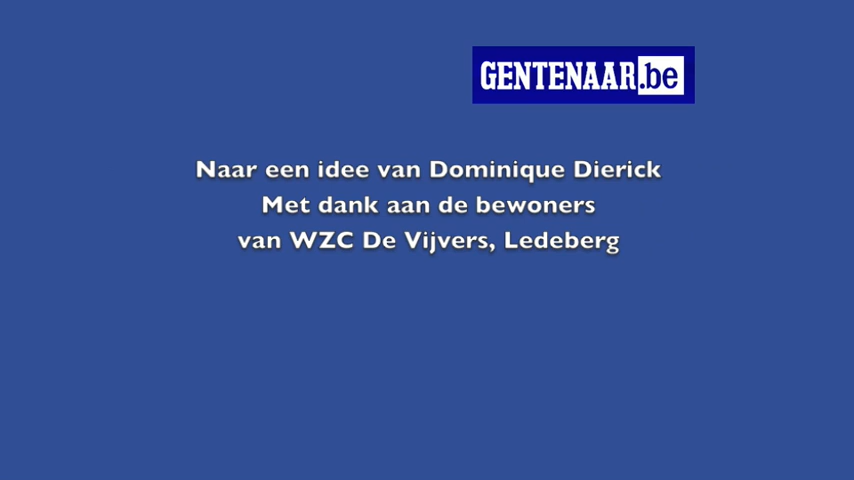 GENTENAAR.be
Naar een idee van Dominique Dierick
Met dank aan de bewoners
van WZC De Vijvers, Ledeberg